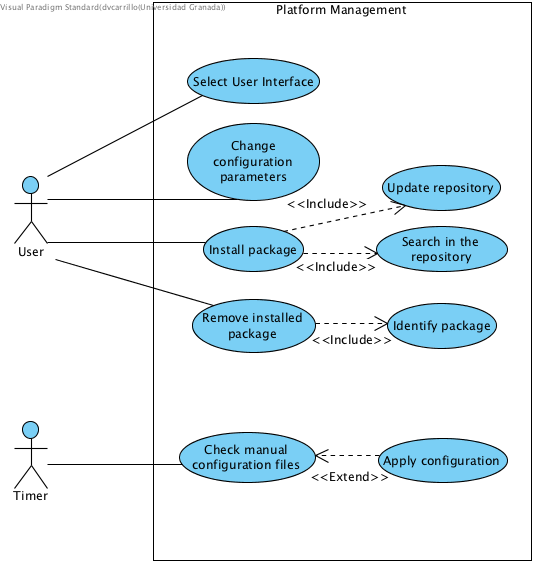 Visual Paradigm Standard(dvcarrillo(Universidad Granada))
Platform Management
Select User Interface
Change
configuration
parameters
<<Include>>
Update repository
User
Install package
<<Include>>
Search in the
repository
Remove installed
package
<<Include>>
Identify package
Timer
Check manual
configuration files
<<Extend>>
Apply configuration